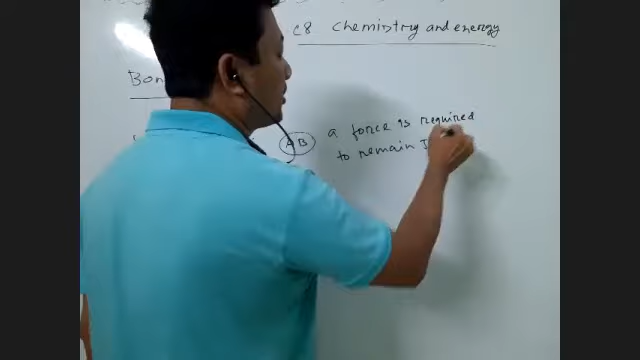 c8 chemistry and energy
Bon
AB a force is required
to remain